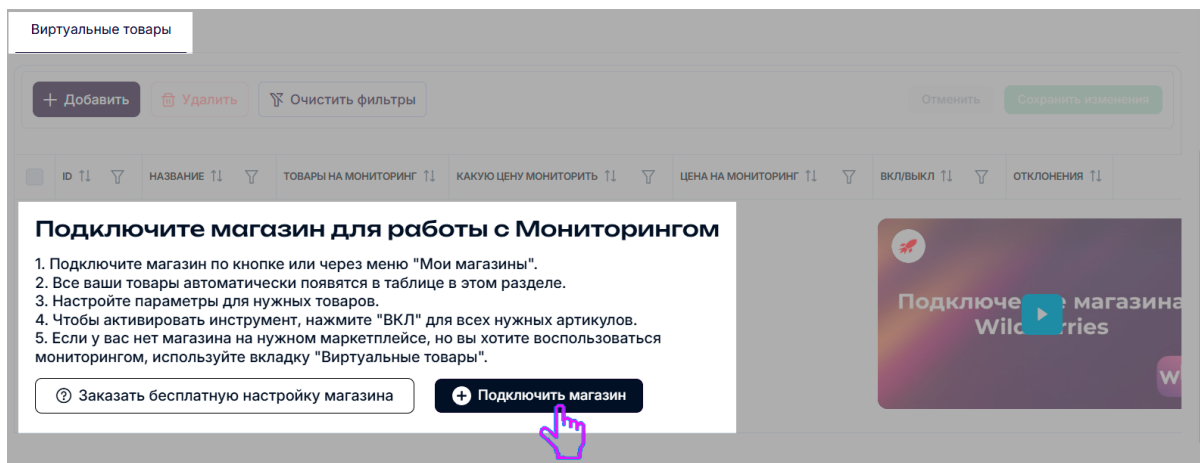 Виртуальные товары
Добавить
Удалить
Очистить фильтры
Отменить
Сохранить изменения
ID
НАЗВАНИЕ
ТОВАРЫ НА МОНИТОРИНГ
КАКУЮ ЦЕНУ МОНИТОРИТЬ
ЦЕНА НА МОНИТОРИНГ
ВКЛ/ВЫКЛ
ОТКЛОНЕНИЯ
Подключите магазин для работы с Мониторингом
1. Подключите магазин по кнопке или через меню "Мои магазины".
2. Все ваши товары автоматически появятся в таблице в этом разделе.
3. Настройте параметры для нужных товаров.
4. Чтобы активировать инструмент, нажмите "ВКЛ" для всех нужных артикулов.
5. Если у вас нет магазина на нужном маркетплейсе, но вы хотите воспользоваться
мониторингом, используйте вкладку "Виртуальные товары".
Заказать бесплатную настройку магазина
Подключить магазин
магазина
W